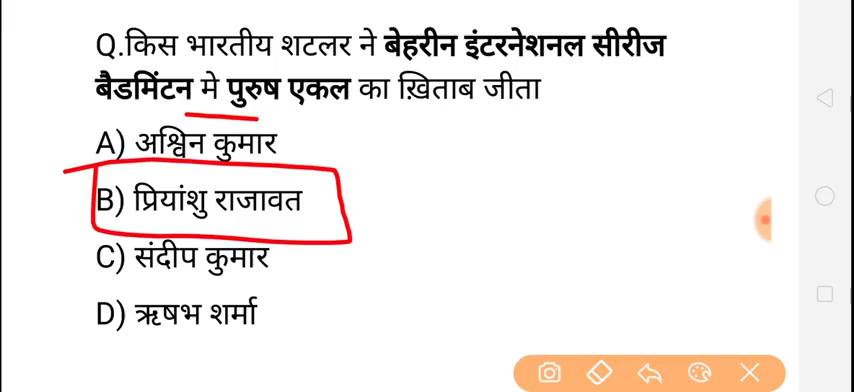 Q.किस भारतीय शटलर ने बेहरीन इंटरनेशनल सीरीज
बैडमिंटन मे पुरुष एकल का ख़िताब जीता
A) अश्विन कुमार
B) प्रियांशु राजावत
C) संदीप कुमार
D) ऋषभ शर्मा